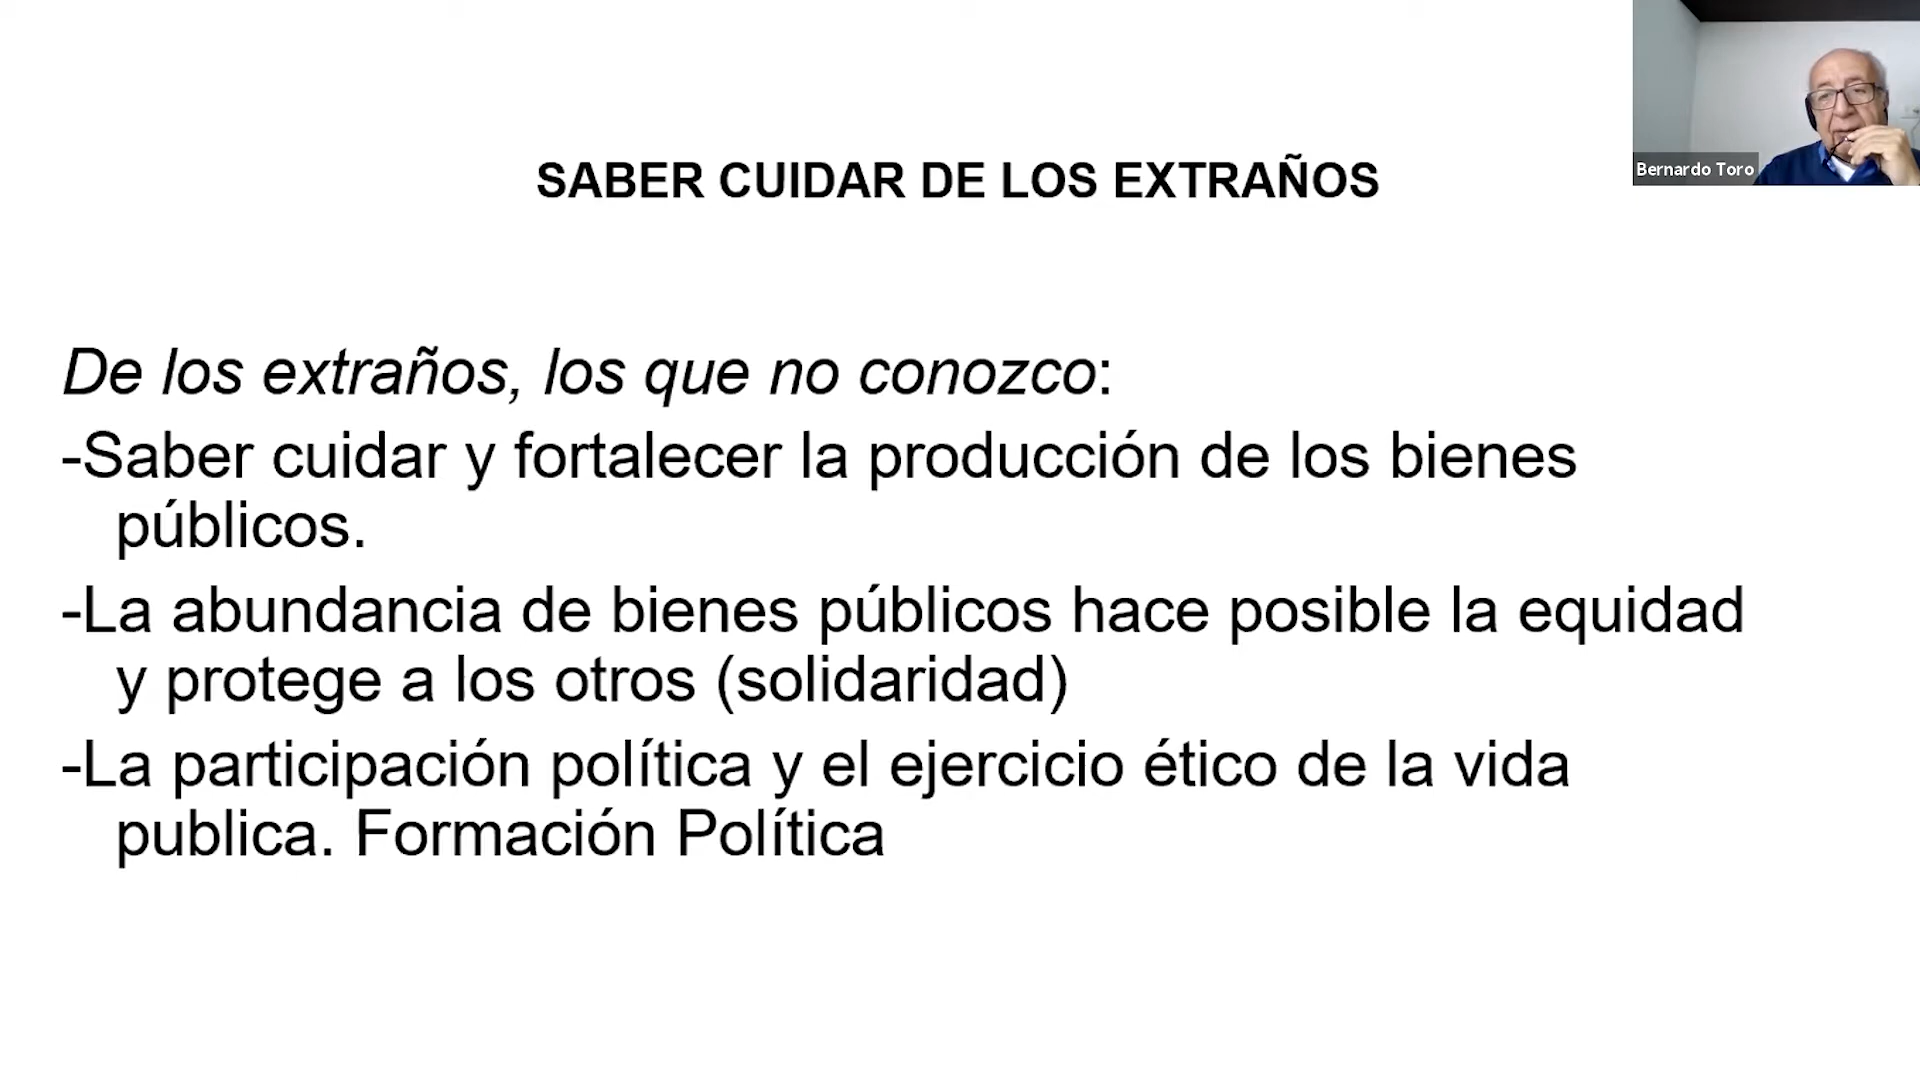 SABER CUIDAR DE LOS EXTRAÑOS
Bernardo Toro
De los extraños, los que no conozco:
-Saber cuidar y fortalecer la producción de los bienes
públicos.
-La abundancia de bienes públicos hace posible la equidad
y protege a los otros (solidaridad)
-La participación política y el ejercicio ético de la vida
publica. Formación Política